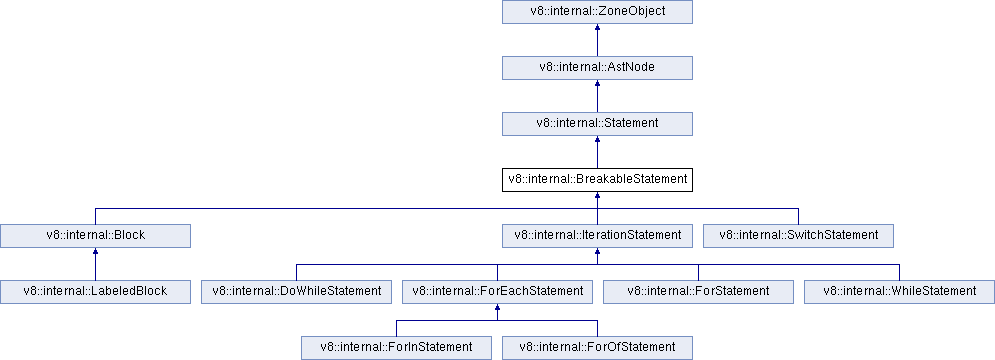 v8::internal::ZoneObject
v8::internal::AstNode
v8::internal::Statement
v8::internal::BreakableStatement
v8::internal::Block
v8::internal::IterationStatement
v8::internal::SwitchStatement
v8::internal::LabeledBlock
v8::internal::DoWhileStatement
v8::internal::ForEachStatement
v8::internal::ForStatement
v8::internal::WhileStatement
v8::internal::ForInStatement
v8::internal::ForOfStatement